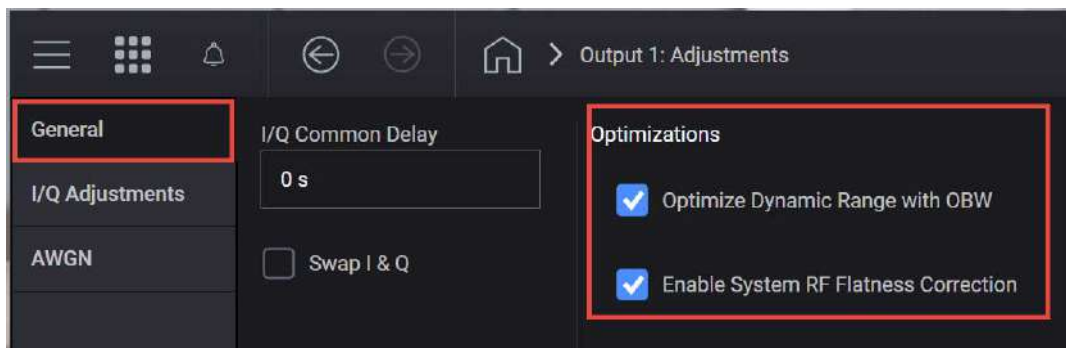 Output 1: Adjustments
General
I/Q Adjustments
AWGN
I/Q Common Delay
0 s
Swap I & Q
Optimizations
Optimize Dynamic Range with OBW
Enable System RF Flatness Correction